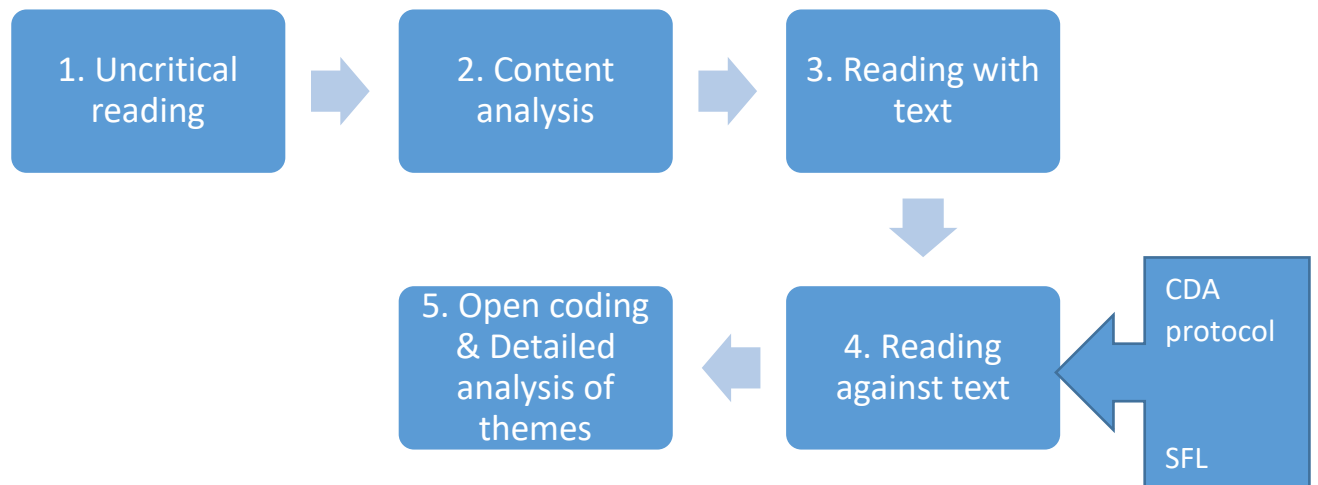 1. Uncritical
reading
2. Content
analysis
3. Reading with
text
4. Reading
against text
CDA
protocol
SFL
5. Open coding
& Detailed
analysis of
themes